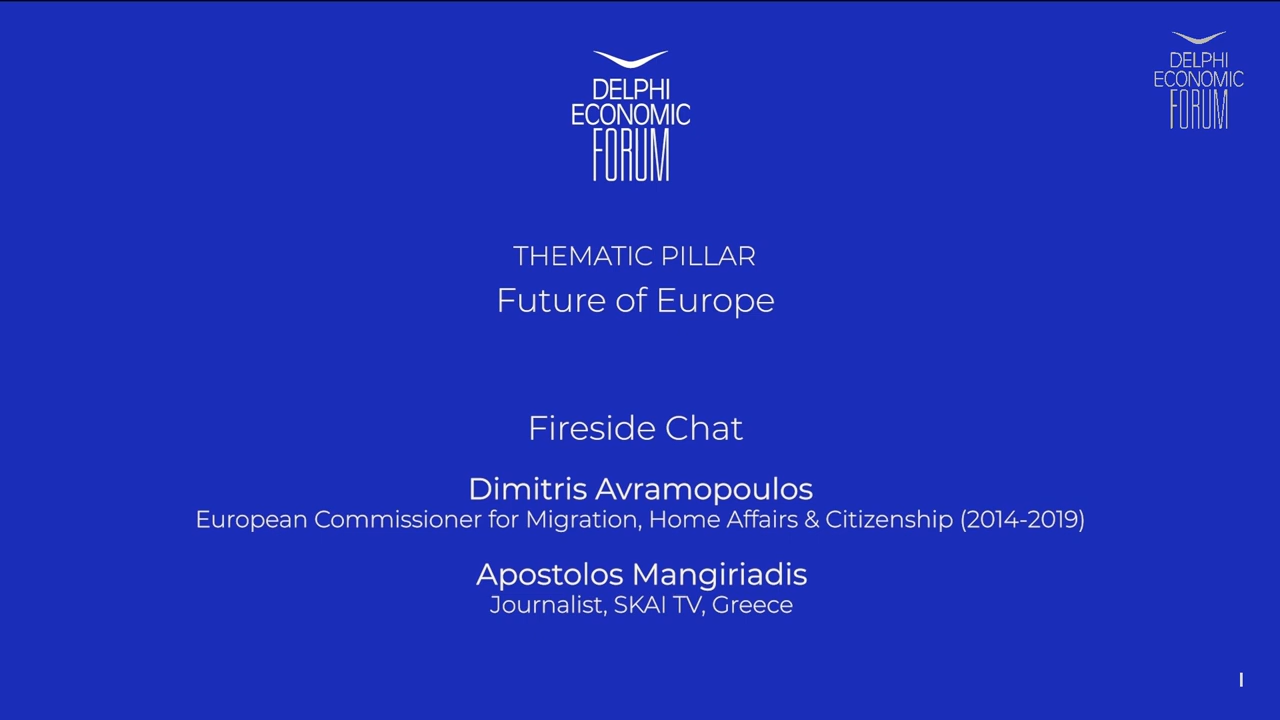 DELPHI
ECONOMIC
FORUM
DELPHI
ECONOMIC
FORUM
THEMATIC PILLAR
Future of Europe
Fireside Chat
Dimitris Avramopoulos
European Commissioner for Migration, Home Affairs & Citizenship (2014-2019)
Apostolos Mangiriadis
Journalist, SKAI TV, Greece